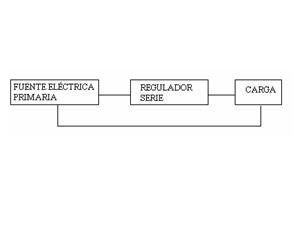 FUENTE ELÉCTRICA
PRIMARIA
REGULADOR
SERIE
CARGA